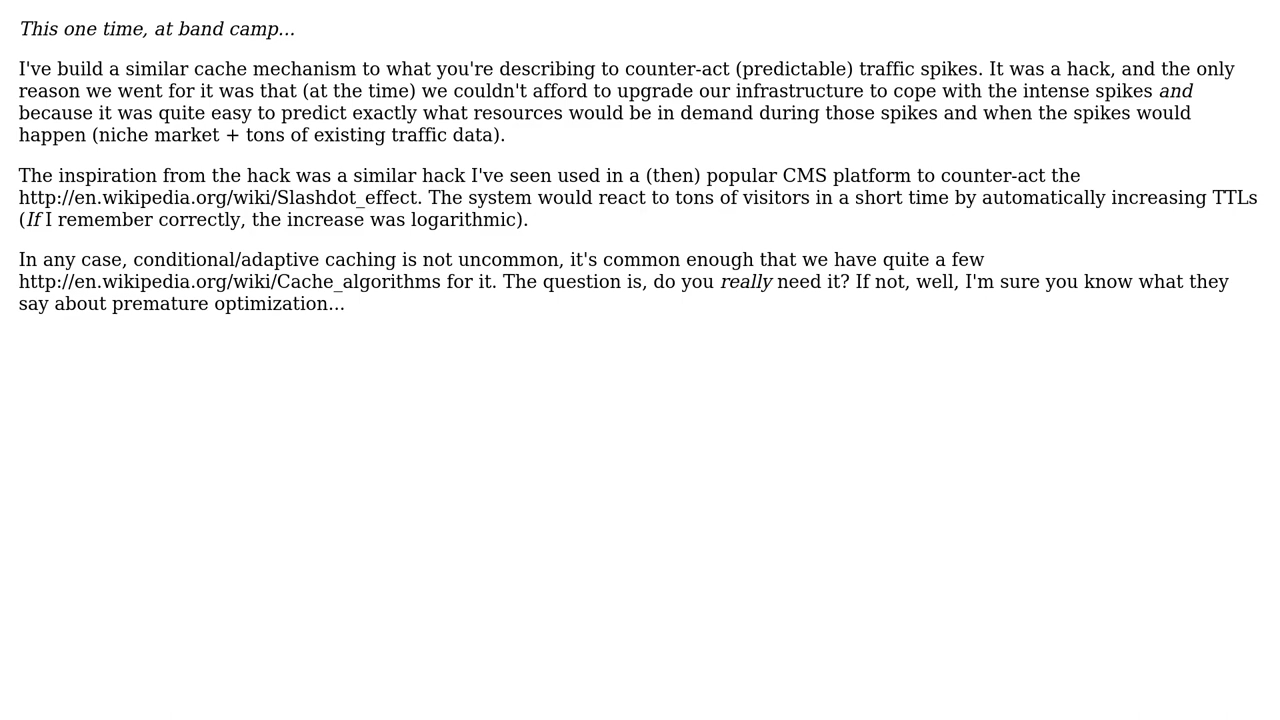 This one time, at band camp...
I've build a similar cache mechanism to what you're describing to counter-act (predictable) traffic spikes. It was a hack, and the only
reason we went for it was that (at the time) we couldn't afford to upgrade our infrastructure to cope with the intense spikes and
because it was quite easy to predict exactly what resources would be in demand during those spikes and when the spikes would
happen (niche market + tons of existing traffic data).
The inspiration from the hack was a similar hack I've seen used in a (then) popular CMS platform to counter-act the
http://en.wikipedia.org/wiki/Slashdot_effect. The system would react to tons of visitors in a short time by automatically increasing TTLs
(If I remember correctly, the increase was logarithmic).
In any case, conditional/adaptive caching is not uncommon, it's common enough that we have quite a few
http://en.wikipedia.org/wiki/Cache_algorithms for it. The question is, do you really need it? If not, well, I'm sure you know what they
say about premature optimization...